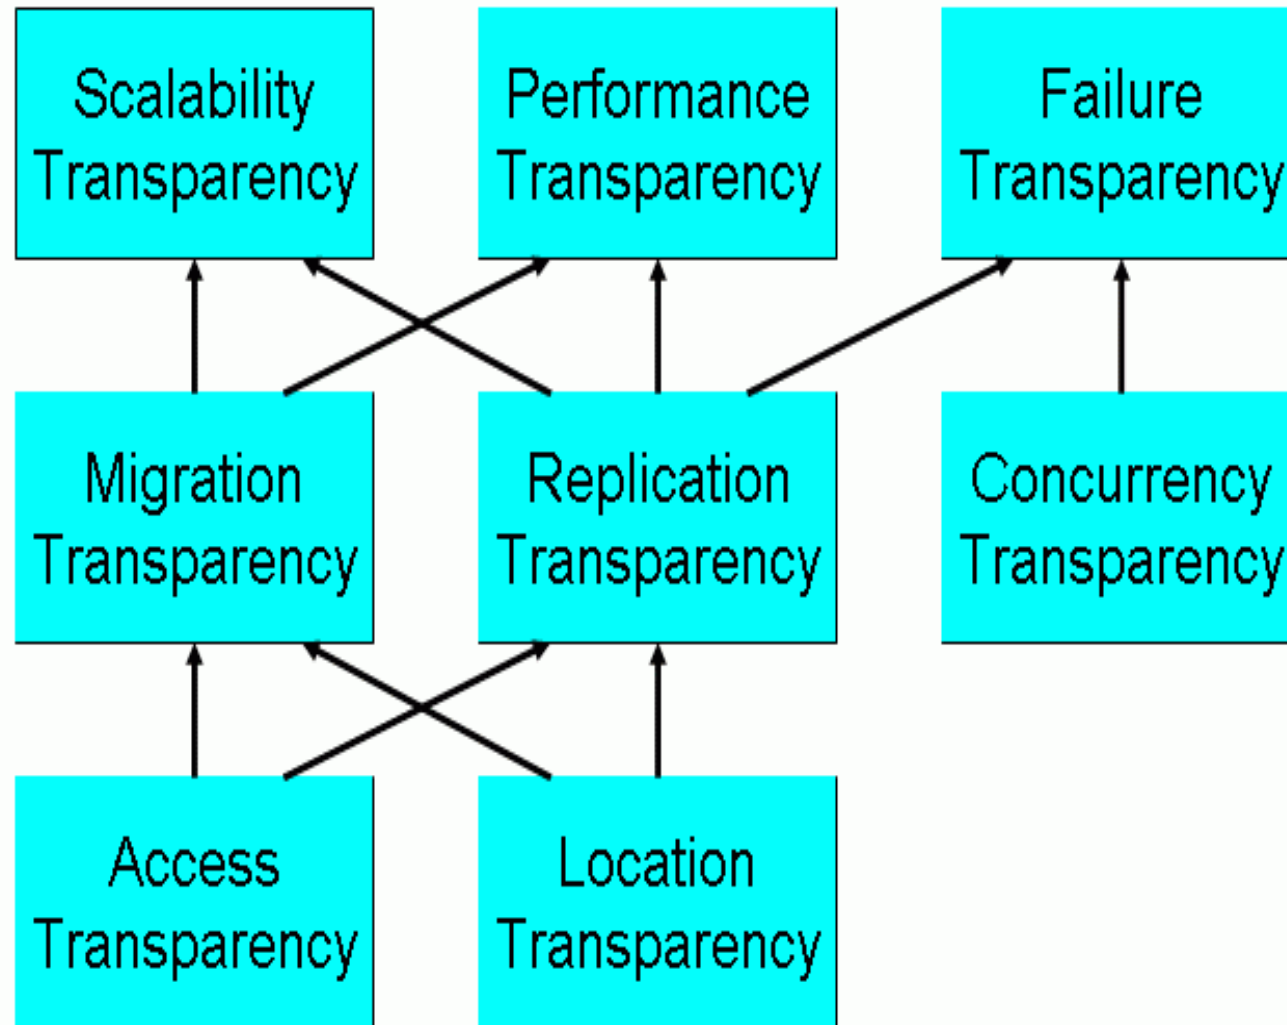 Scalability
Transparency
Performance
Transparency
Failure
Transparency
Migration
Transparency
Replication
Transparency
Concurrency
Transparency
Access
Transparency
Location
Transparency